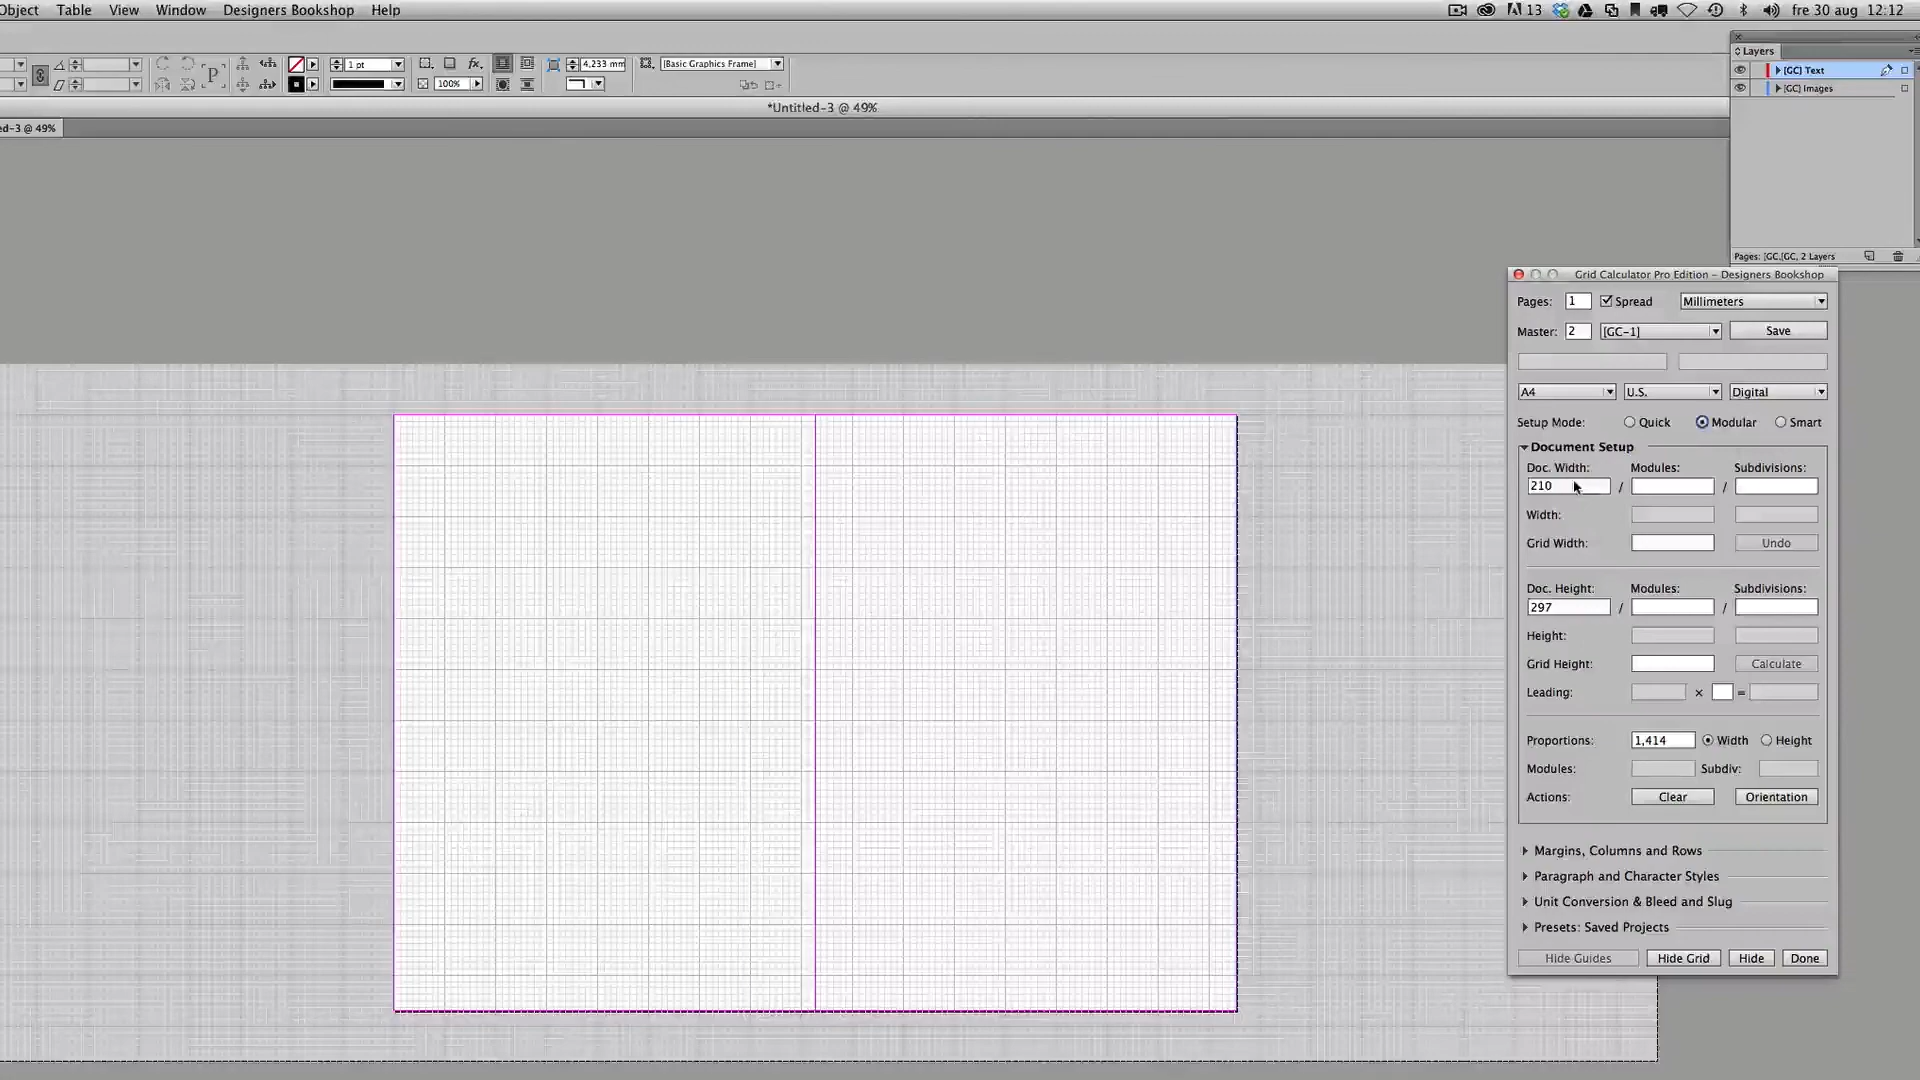 Object Table View Window Designers Bookshop Help 13 fre 30 aug 12:12
Layers
1 pt fx. 4,233 mm [Basic Graphics Frame] [GC] Text
P 100% [GC] Images
*Untitled-3 @ 49%
ed-3 @ 49%
Pages: [GC,[GC, 2 Layers
Grid Calculator Pro Edition – Designers Bookshop
Pages: 1 Spread Millimeters
Master: 2 [GC-1] Save
A4 U.S. Digital
Setup Mode: Quick Modular Smart
Document Setup
Doc. Width: Modules: Subdivisions:
210 / /
Width:
Grid Width: Undo
Doc. Height: Modules: Subdivisions:
297 / /
Height:
Grid Height: Calculate
Leading: × =
Proportions: 1,414 Width Height
Modules: Subdiv:
Actions: Clear Orientation
Margins, Columns and Rows
Paragraph and Character Styles
Unit Conversion & Bleed and Slug
Presets: Saved Projects
Hide Guides Hide Grid Hide Done